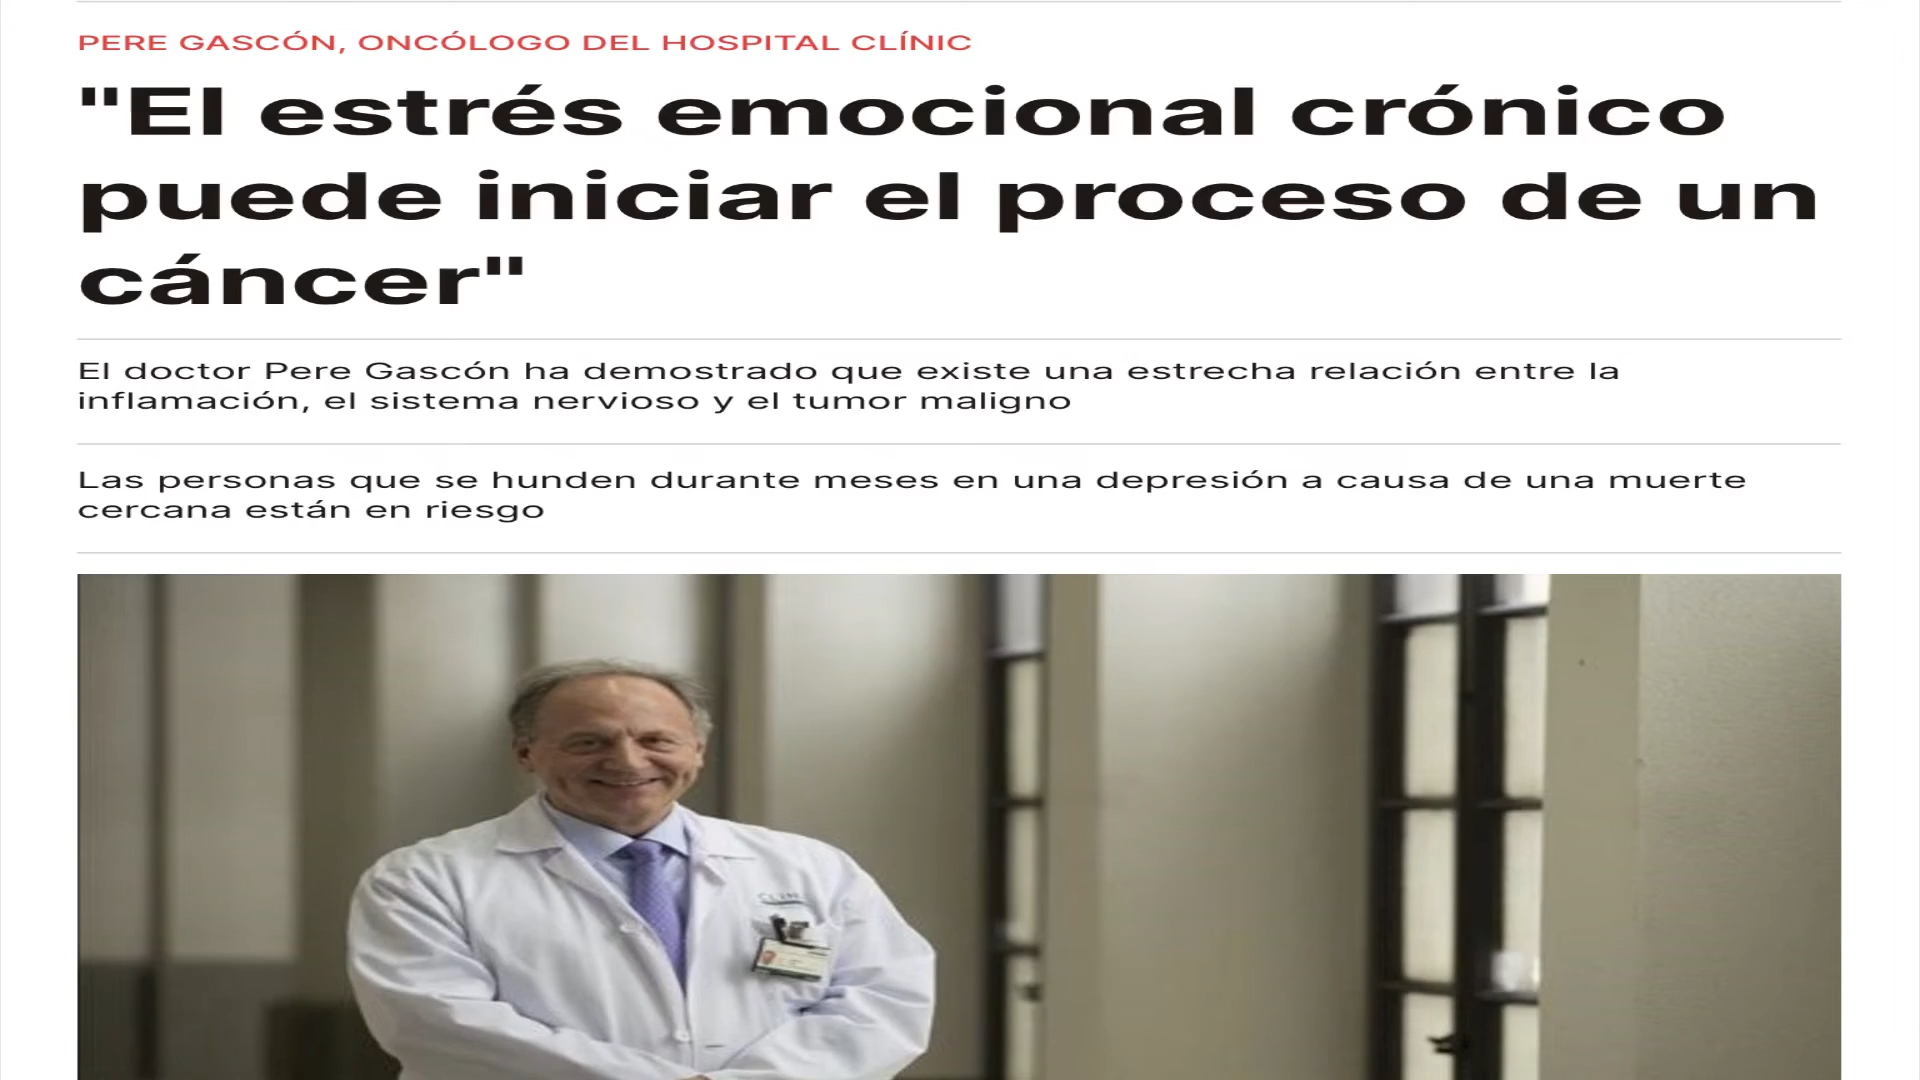 PERE GASCÓN, ONCÓLOGO DEL HOSPITAL CLÍNIC
"El estrés emocional crónico
puede iniciar el proceso de un
cáncer"
El doctor Pere Gascón ha demostrado que existe una estrecha relación entre la
inflamación, el sistema nervioso y el tumor maligno
Las personas que se hunden durante meses en una depresión a causa de una muerte
cercana están en riesgo